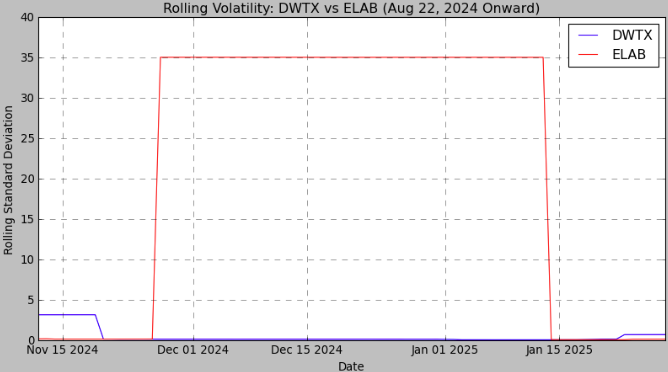 Rolling Volatility: DWTX vs ELAB (Aug 22, 2024 Onward)
40
35
30
25
20
15
10
5
0
Rolling Standard Deviation
DWTX
ELAB
Nov 15 2024 Dec 01 2024 Dec 15 2024 Jan 01 2025 Jan 15 2025
Date